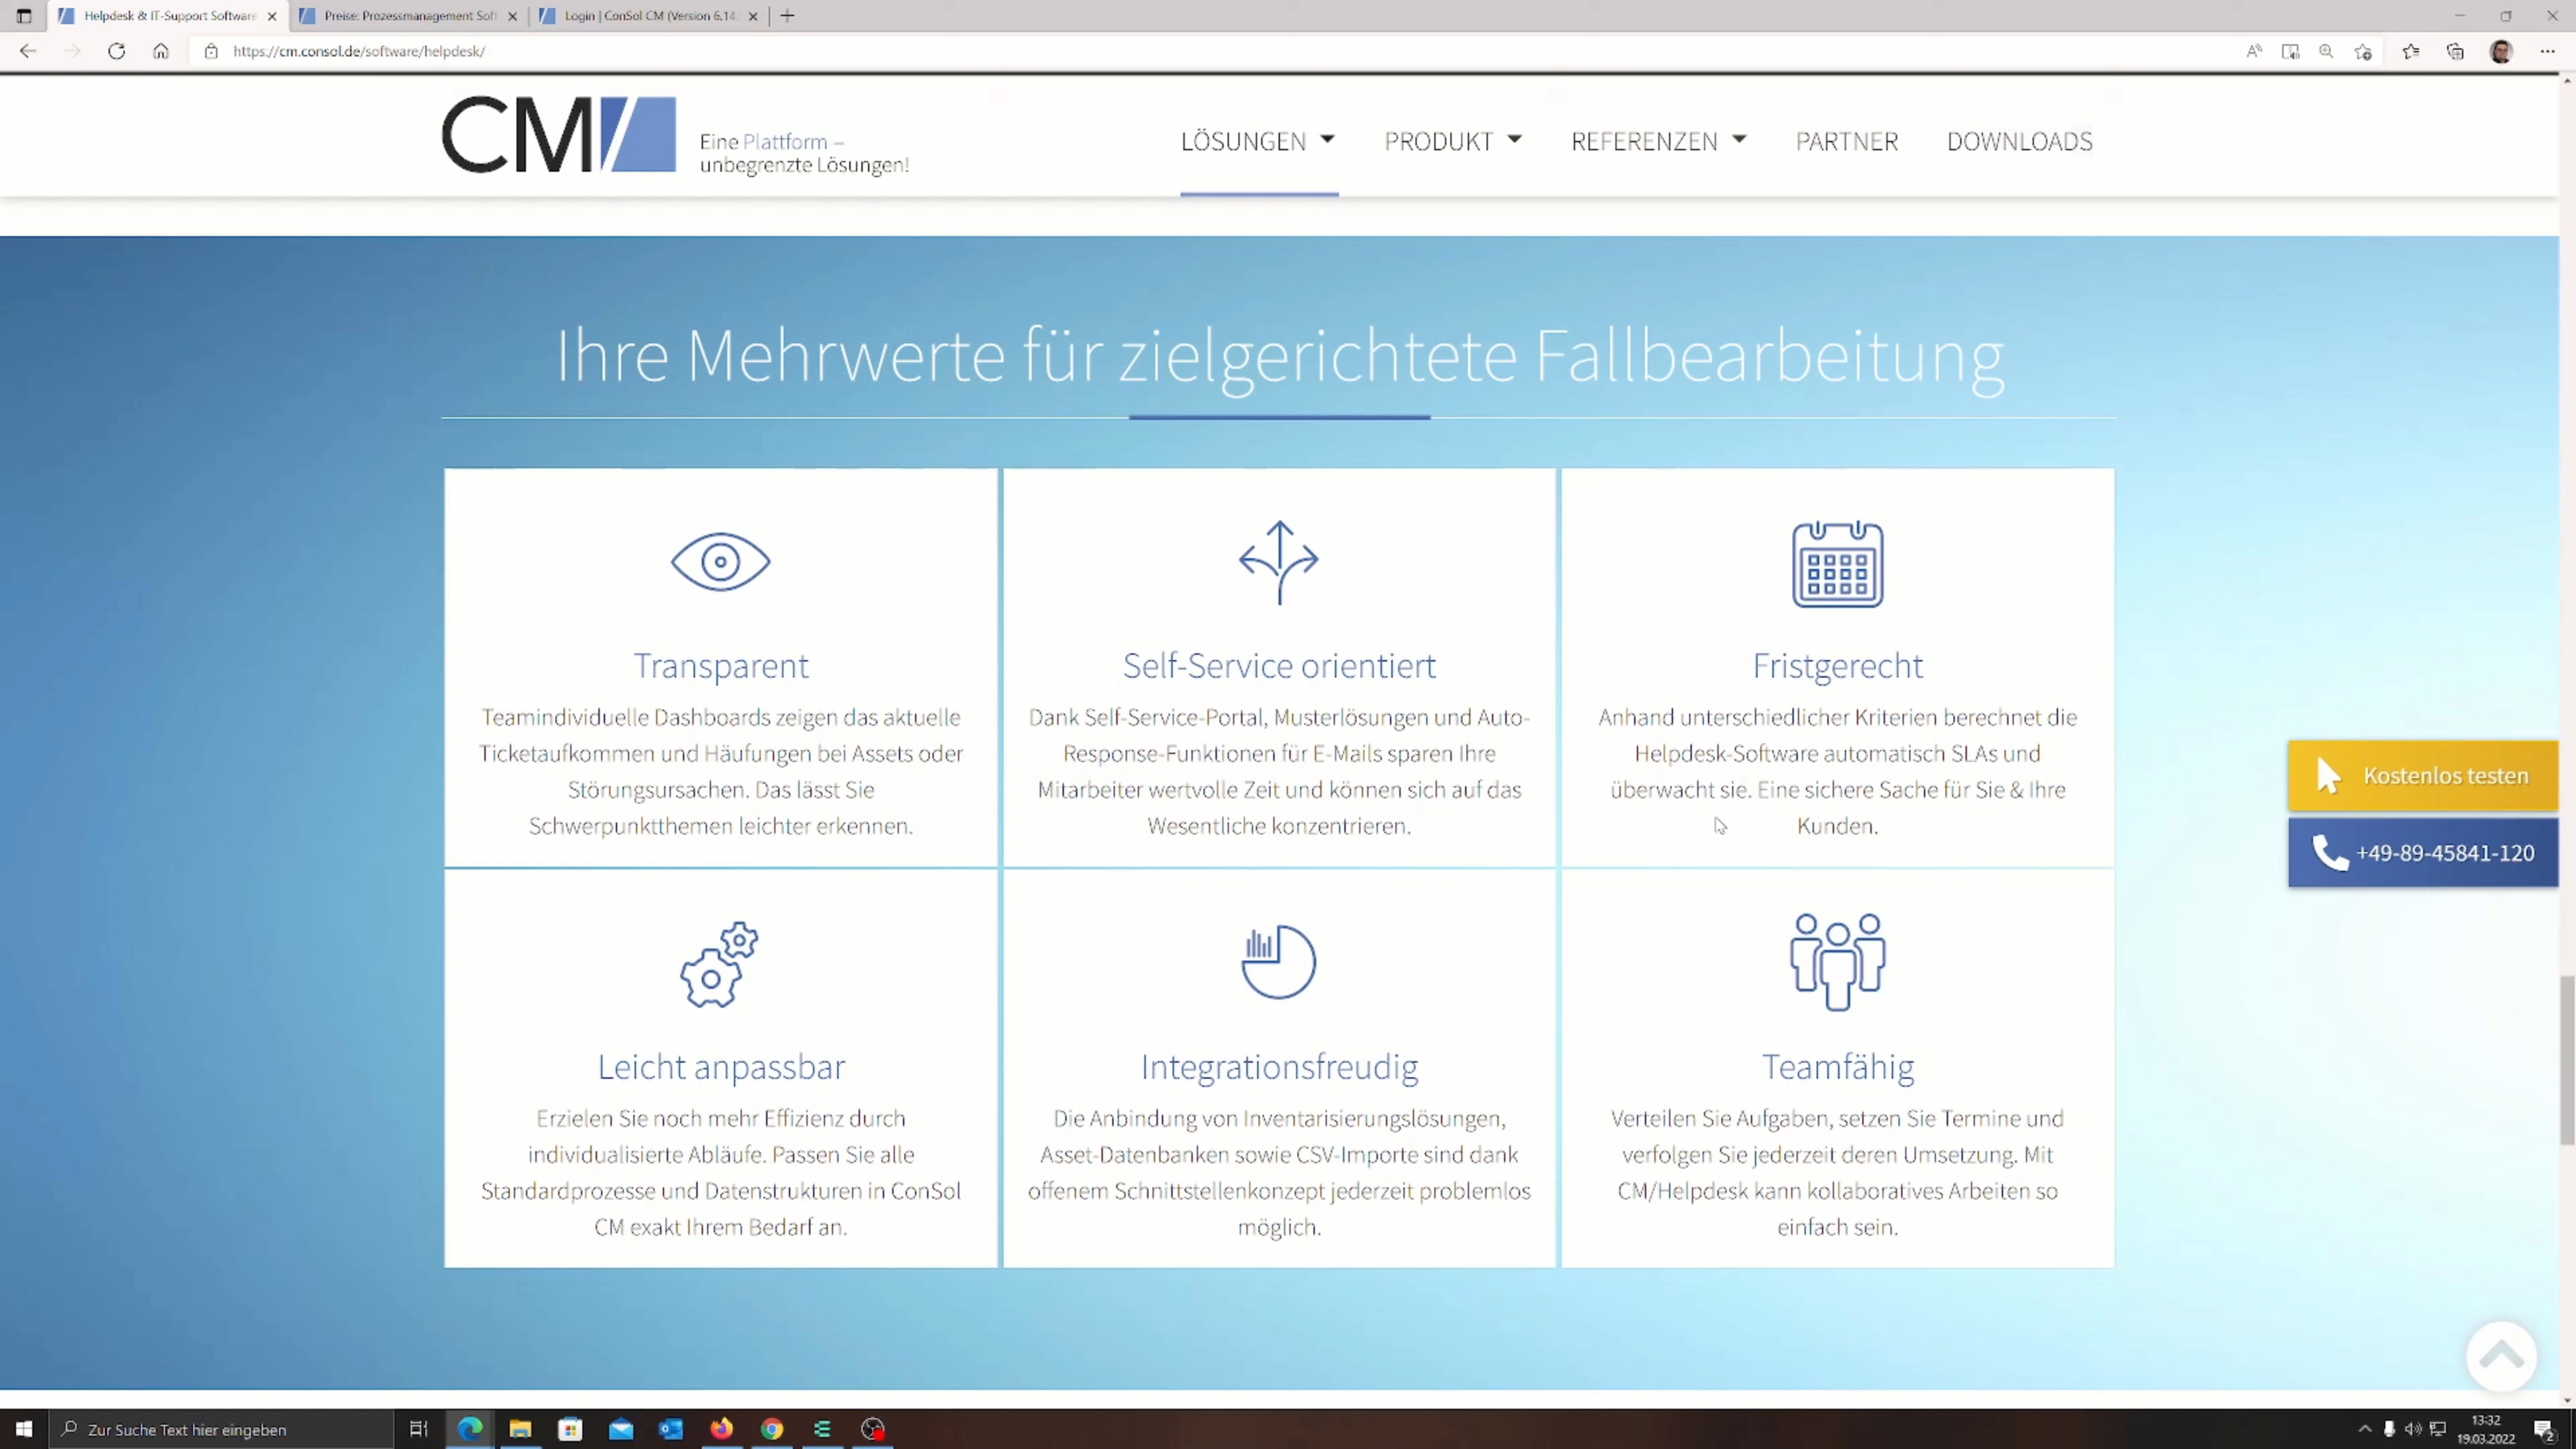 Helpdesk & IT-Support Software
Preise: Prozessmanagement Soft
Login | ConSol CM (Version 6.14.
https://cm.consol.de/software/helpdesk/
CM/
Eine Plattform –
unbegrenzte Lösungen!
LÖSUNGEN
PRODUKT
REFERENZEN
PARTNER
DOWNLOADS
Ihre Mehrwerte für zielgerichtete Fallbearbeitung
Transparent
Teamindividuelle Dashboards zeigen das aktuelle
Ticketaufkommen und Häufungen bei Assets oder
Störungsursachen. Das lässt Sie
Schwerpunktthemen leichter erkennen.
Self-Service orientiert
Dank Self-Service-Portal, Musterlösungen und Auto-
Response-Funktionen für E-Mails sparen Ihre
Mitarbeiter wertvolle Zeit und können sich auf das
Wesentliche konzentrieren.
Fristgerecht
Anhand unterschiedlicher Kriterien berechnet die
Helpdesk-Software automatisch SLAs und
überwacht sie. Eine sichere Sache für Sie & Ihre
Kunden.
Kostenlos testen
+49-89-45841-120
Leicht anpassbar
Erzielen Sie noch mehr Effizienz durch
individualisierte Abläufe. Passen Sie alle
Standardprozesse und Datenstrukturen in ConSol
CM exakt Ihrem Bedarf an.
Integrationsfreudig
Die Anbindung von Inventarisierungslösungen,
Asset-Datenbanken sowie CSV-Importe sind dank
offenem Schnittstellenkonzept jederzeit problemlos
möglich.
Teamfähig
Verteilen Sie Aufgaben, setzen Sie Termine und
verfolgen Sie jederzeit deren Umsetzung. Mit
CM/Helpdesk kann kollaboratives Arbeiten so
einfach sein.
Zur Suche Text hier eingeben
13:32
19.03.2022
2